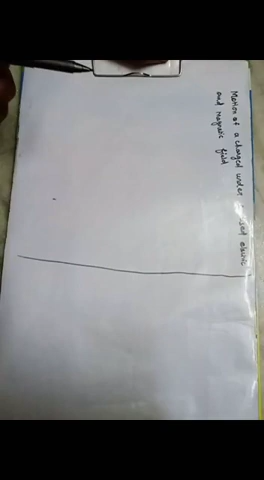 Motion of a charged under electric
and magnetic field